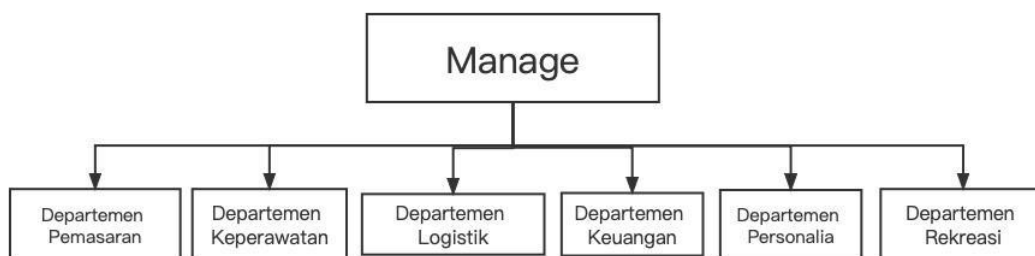 Manage
Departemen
Pemasaran
Departemen
Keperawatan
Departemen
Logistik
Departemen
Keuangan
Departemen
Personalia
Departemen
Rekreasi